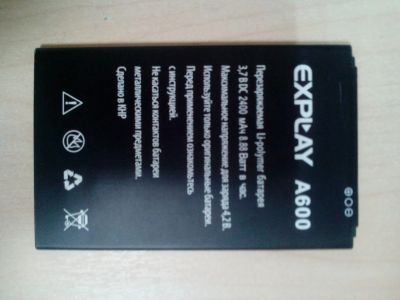 EXPLAY A600
Перезаряжаемая Li-polymer батарея
3,7 В DC 2400 мАч 8.88 Ватт в час.
Максимальное напряжение для заряда 4,2 В.
Используйте только оригинальные батареи.
Перед применением ознакомьтесь
с инструкцией.
Не касаться контактов батареи
металлическими предметами.
Сделано в КНР